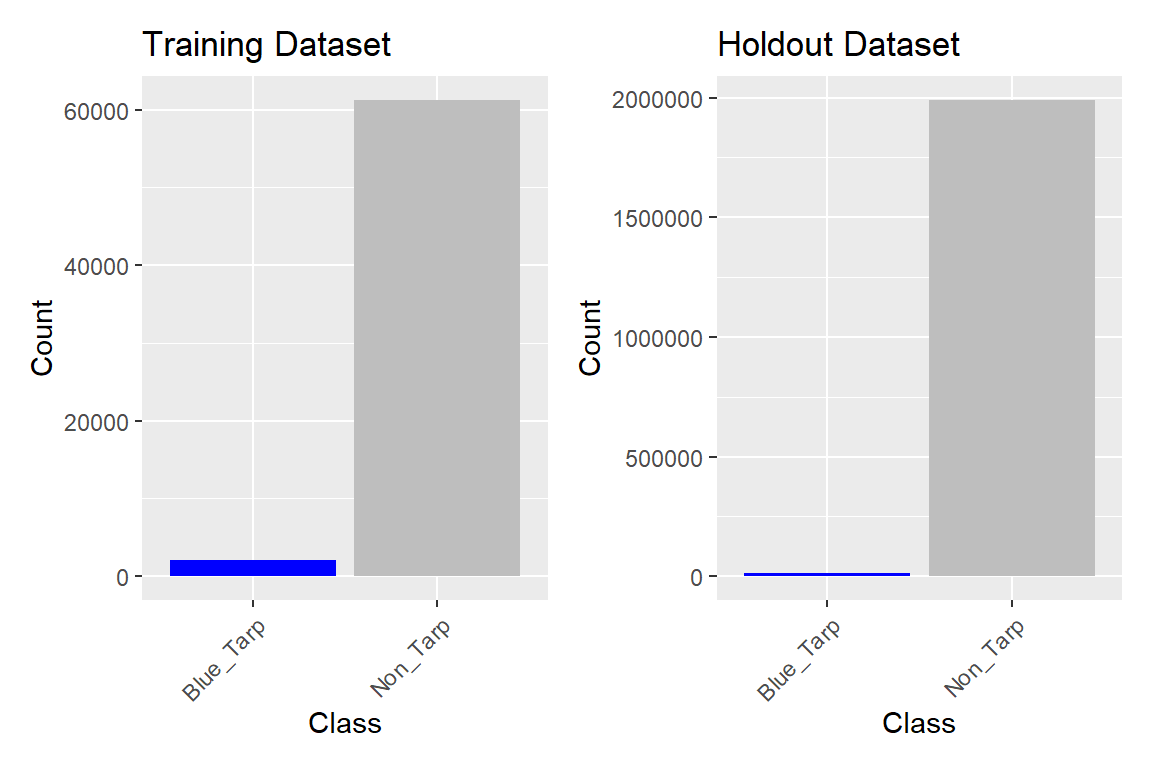 Training Dataset
Count
60000
40000
20000
0
Blue_Tarp
Non_Tarp
Class
Holdout Dataset
Count
2000000
1500000
1000000
500000
0
Blue_Tarp
Non_Tarp
Class